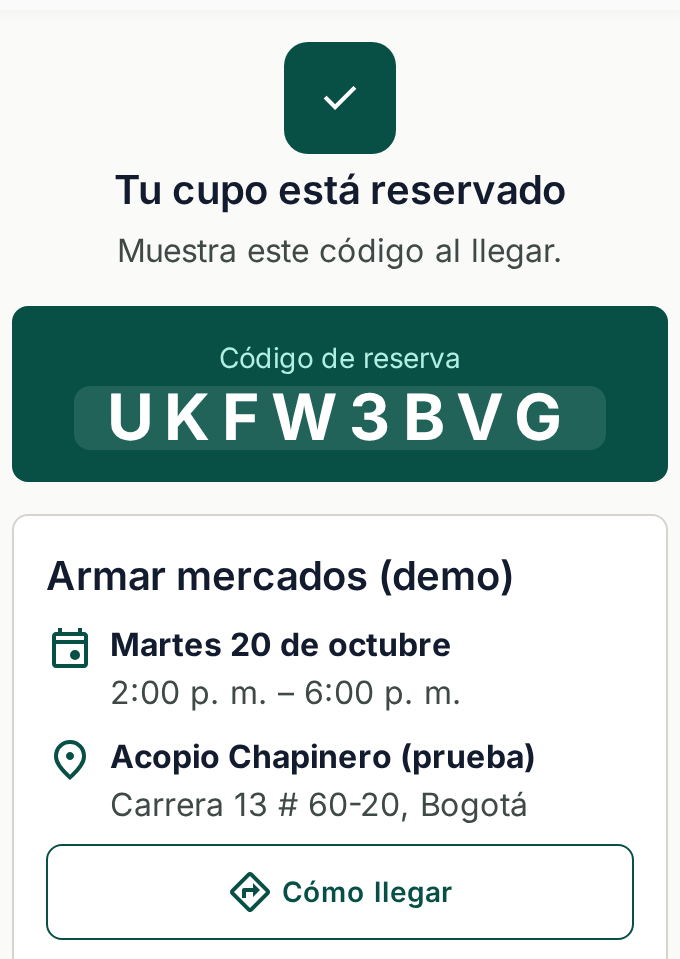 Tu cupo está reservado
Muestra este código al llegar.
Código de reserva
UKFW3BVG
Armar mercados (demo)
Martes 20 de octubre
2:00 p. m. – 6:00 p. m.
Acopio Chapinero (prueba)
Carrera 13 # 60-20, Bogotá
Cómo llegar